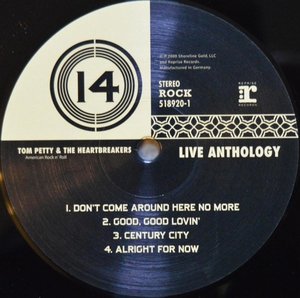 14
℗ © 2009 Shoreline Gold, LLC
and Reprise Records.
Manufactured in Germany
STEREO
ROCK
518920-1
r
REPRISE
RECORDS
TOM PETTY & THE HEARTBREAKERS
American Rock n' Roll
LIVE ANTHOLOGY
1. DON'T COME AROUND HERE NO MORE
2. GOOD, GOOD LOVIN'
3. CENTURY CITY
4. ALRIGHT FOR NOW